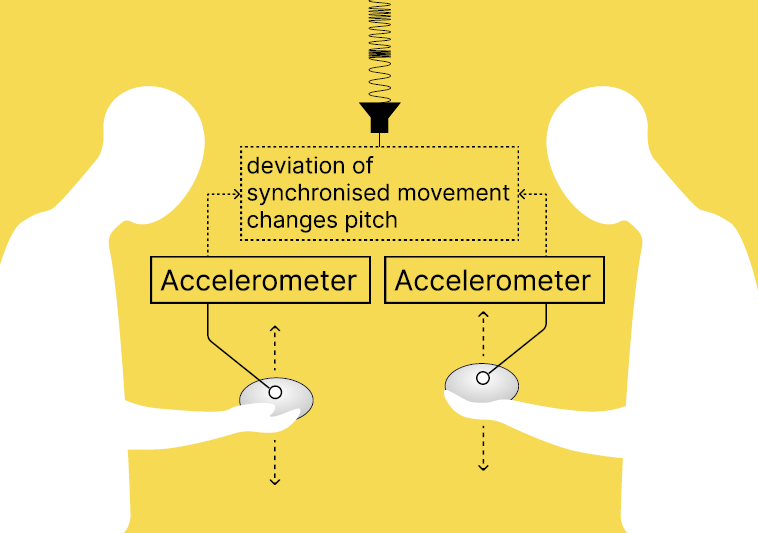 deviation of
synchronised movement
changes pitch
Accelerometer
Accelerometer